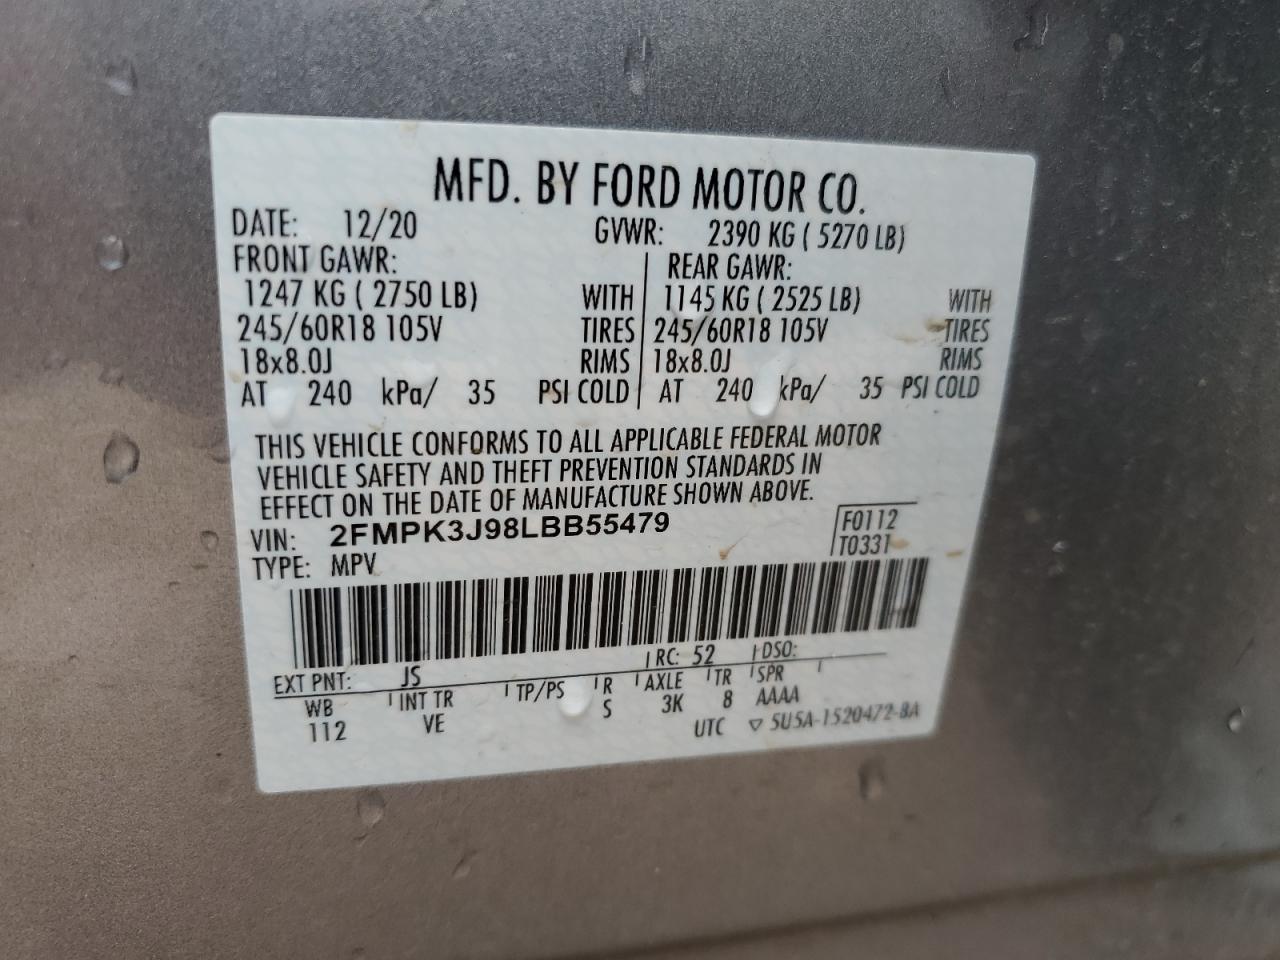 MFD. BY FORD MOTOR CO.
DATE: 12/20 GVWR: 2390 KG ( 5270 LB)
FRONT GAWR: REAR GAWR:
1247 KG ( 2750 LB) WITH 1145 KG ( 2525 LB) WITH
245/60R18 105V TIRES 245/60R18 105V TIRES
18x8.0J RIMS 18x8.0J RIMS
AT 240 kPa/ 35 PSI COLD AT 240 kPa/ 35 PSI COLD
THIS VEHICLE CONFORMS TO ALL APPLICABLE FEDERAL MOTOR
VEHICLE SAFETY AND THEFT PREVENTION STANDARDS IN
EFFECT ON THE DATE OF MANUFACTURE SHOWN ABOVE.
VIN: 2FMPK3J98LBB55479 F0112
TYPE: MPV T0331
EXT PNT: JS RC: 52 DSO:
WB INT TR TP/PS R AXLE TR SPR
112 VE S 3K 8 AAAA
UTC ▽ 5U5A-1520472-BA